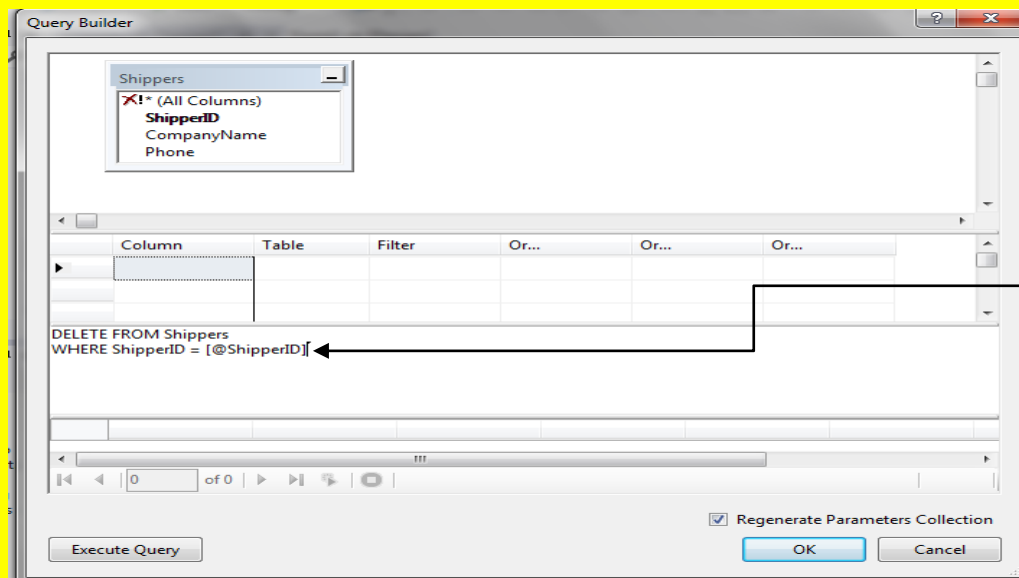 Query Builder
Shippers
* (All Columns)
ShipperID
CompanyName
Phone
Column Table Filter Or... Or... Or...
DELETE FROM Shippers
WHERE ShipperID = [@ShipperID]
0 of 0
Regenerate Parameters Collection
Execute Query OK Cancel